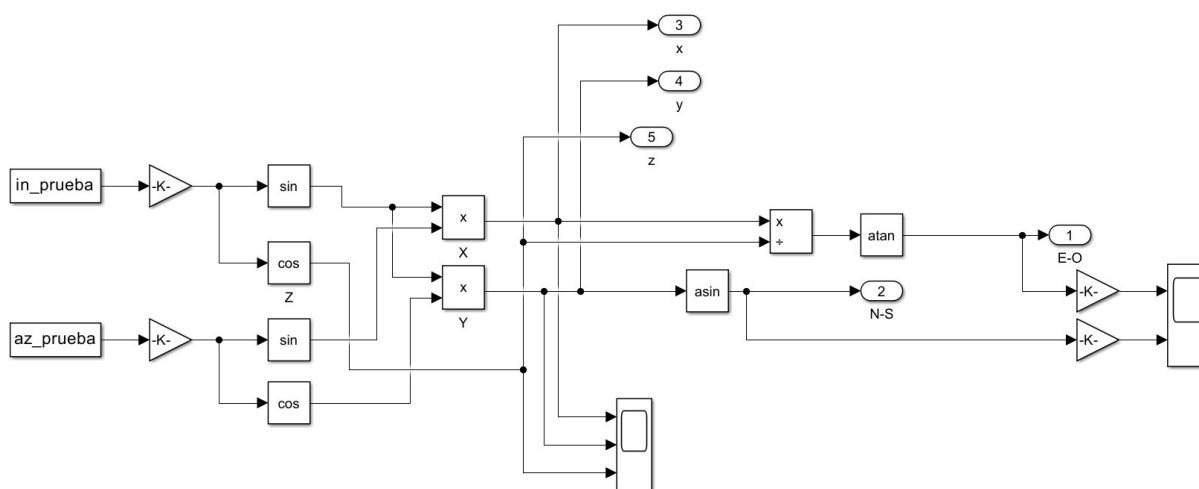 3
x
4
y
5
z
in_prueba
-K-
sin
x
X
x
÷
atan
1
E-O
cos
Z
x
Y
asin
2
N-S
-K-
az_prueba
-K-
sin
-K-
cos